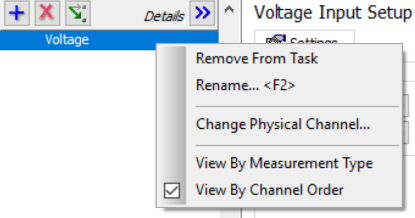 Details
Voltage Input Setup
Settings
Voltage
Remove From Task
Rename... <F2>
Change Physical Channel...
View By Measurement Type
View By Channel Order